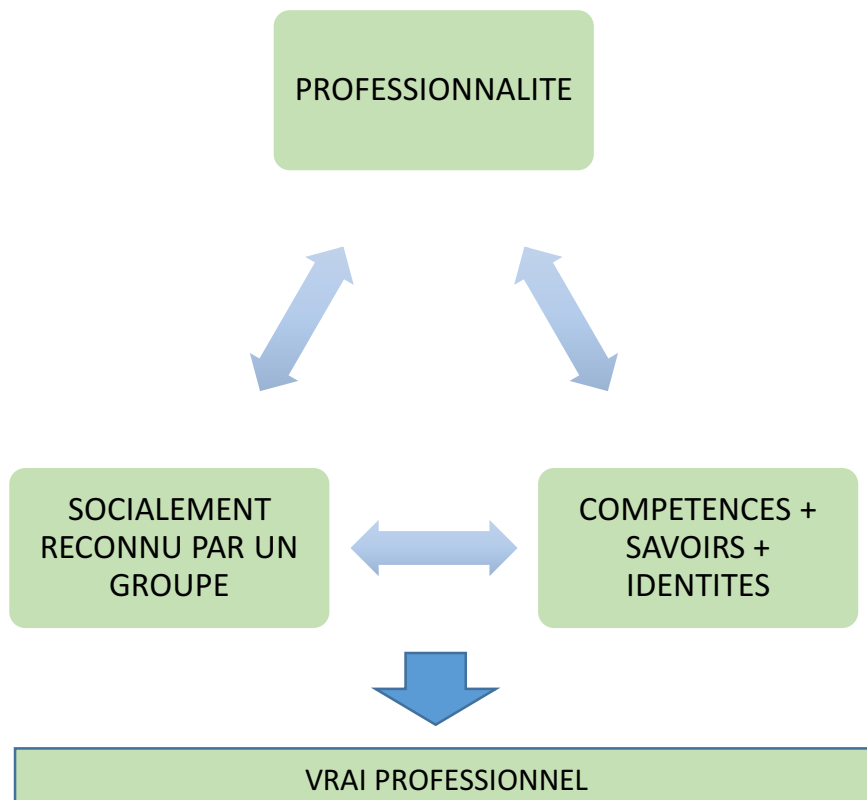 PROFESSIONNALITE
SOCIALEMENT
RECONNU PAR UN
GROUPE
COMPETENCES +
SAVOIRS +
IDENTITES
VRAI PROFESSIONNEL